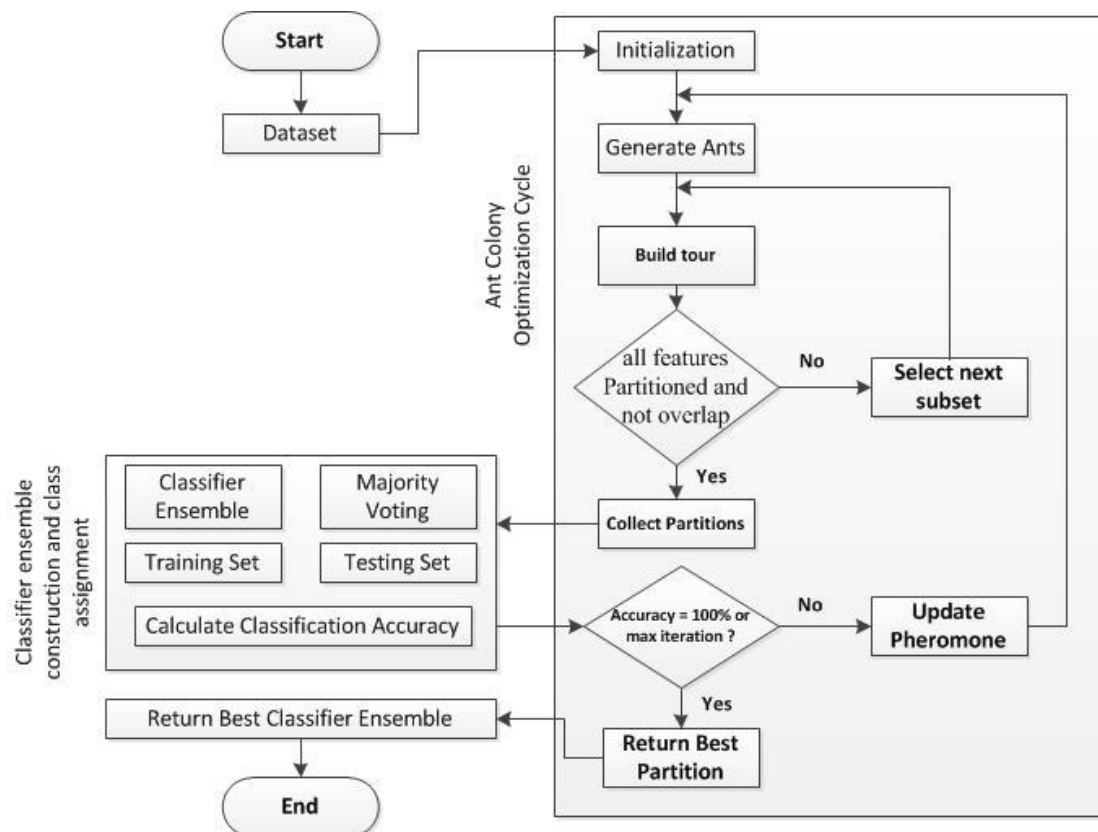 Start
Dataset
Initialization
Generate Ants
Ant Colony
Optimization Cycle
Build tour
all features
Partitioned and
not overlap
No
Select next
subset
Yes
Collect Partitions
Classifier ensemble
construction and class
assignment
Classifier
Ensemble
Majority
Voting
Training Set
Testing Set
Calculate Classification Accuracy
Accuracy = 100% or
max iteration ?
No
Update
Pheromone
Yes
Return Best
Partition
Return Best Classifier Ensemble
End